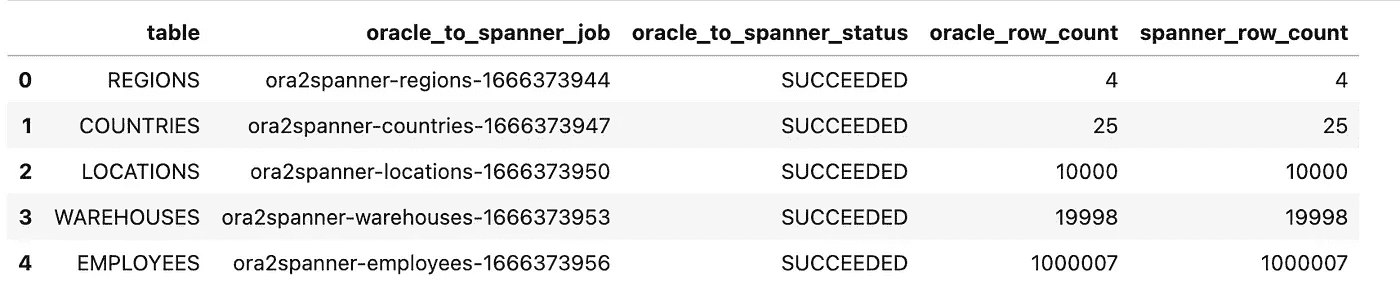 table oracle_to_spanner_job oracle_to_spanner_status oracle_row_count spanner_row_count
0 REGIONS ora2spanner-regions-1666373944 SUCCEEDED 4 4
1 COUNTRIES ora2spanner-countries-1666373947 SUCCEEDED 25 25
2 LOCATIONS ora2spanner-locations-1666373950 SUCCEEDED 10000 10000
3 WAREHOUSES ora2spanner-warehouses-1666373953 SUCCEEDED 19998 19998
4 EMPLOYEES ora2spanner-employees-1666373956 SUCCEEDED 1000007 1000007